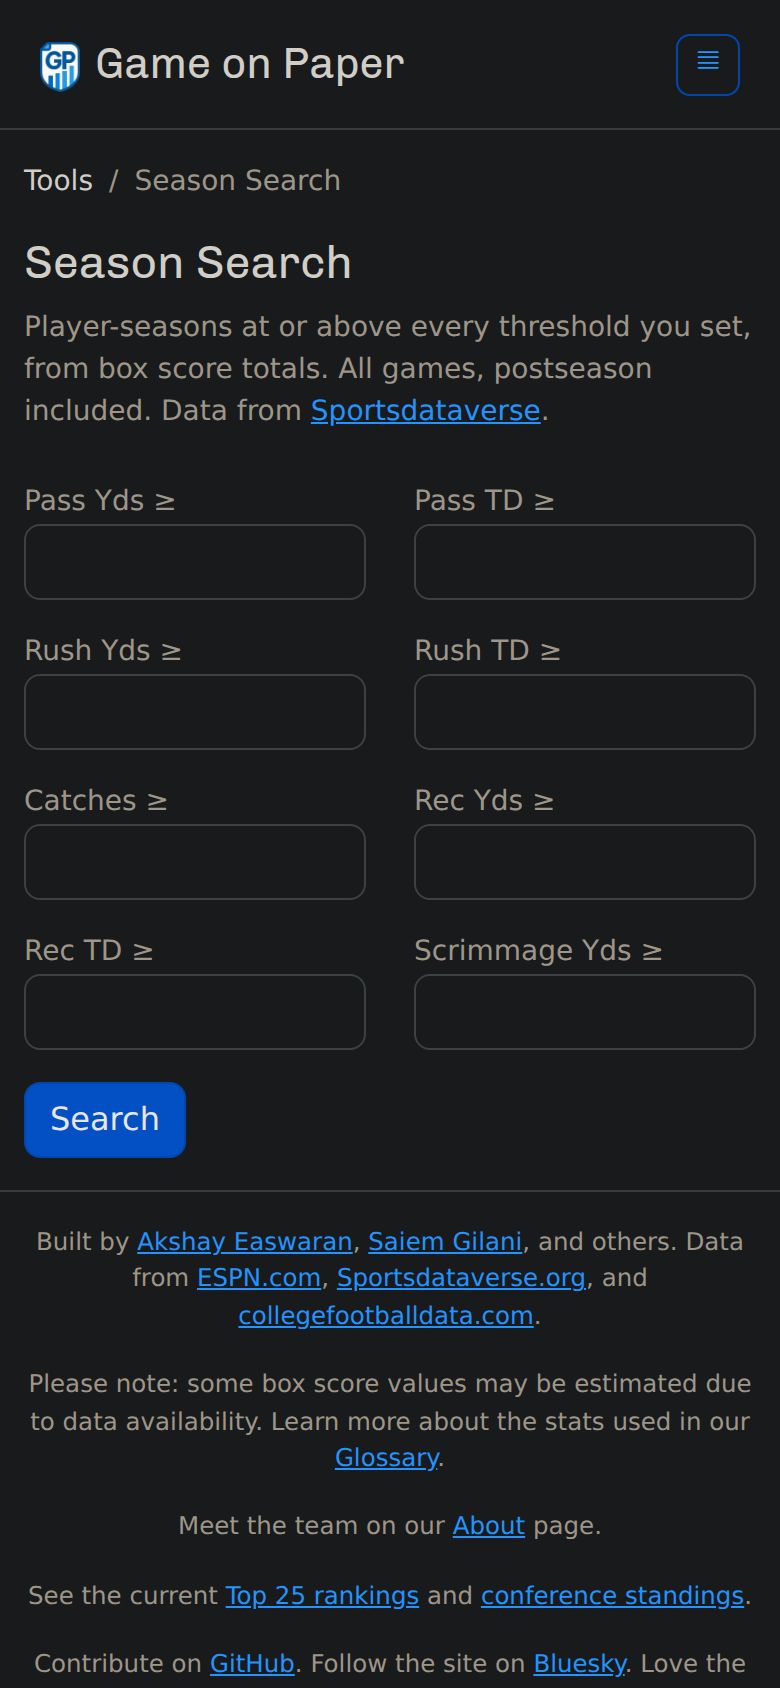 GP Game on Paper
Tools / Season Search
Season Search
Player-seasons at or above every threshold you set,
from box score totals. All games, postseason
included. Data from Sportsdataverse.
Pass Yds ≥ Pass TD ≥
Rush Yds ≥ Rush TD ≥
Catches ≥ Rec Yds ≥
Rec TD ≥ Scrimmage Yds ≥
Search
Built by Akshay Easwaran, Saiem Gilani, and others. Data
from ESPN.com, Sportsdataverse.org, and
collegefootballdata.com.
Please note: some box score values may be estimated due
to data availability. Learn more about the stats used in our
Glossary.
Meet the team on our About page.
See the current Top 25 rankings and conference standings.
Contribute on GitHub. Follow the site on Bluesky. Love the